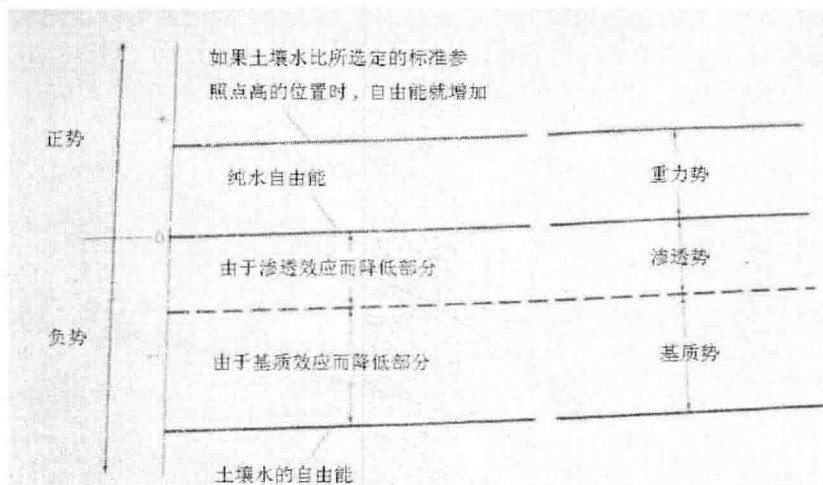 如果土壤水比所选定的标准参
照点高的位置时，自由能就增加
+
正势
纯水自由能
重力势
0
由于渗透效应而降低部分
渗透势
负势
由于基质效应而降低部分
基质势
土壤水的自由能